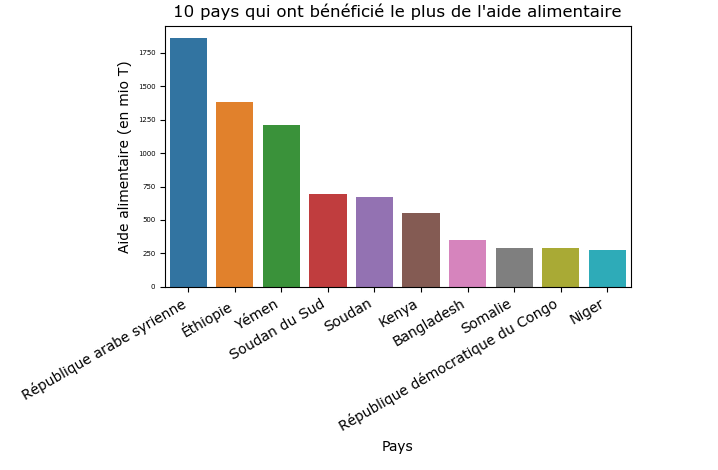 10 pays qui ont bénéficié le plus de l'aide alimentaire
Aide alimentaire (en mio T)
1750
1500
1250
1000
750
500
250
0
République arabe syrienne
Éthiopie
Yémen
Soudan du Sud
Soudan
Kenya
Bangladesh
Somalie
République démocratique du Congo
Niger
Pays